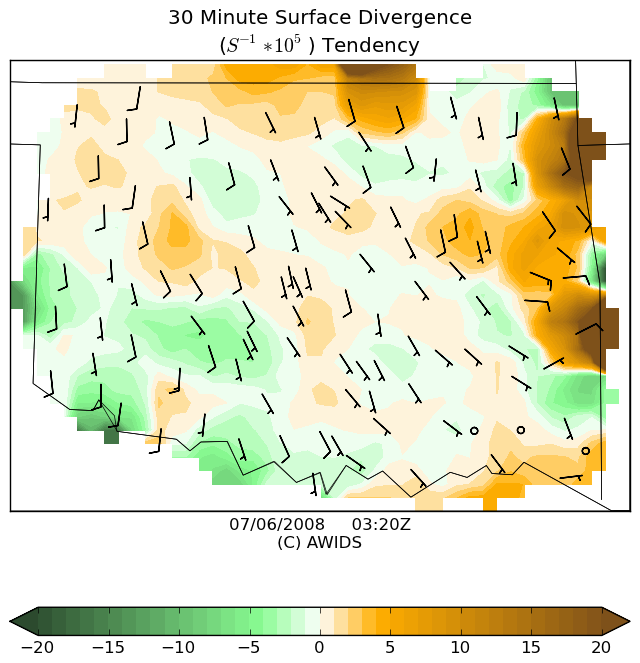 30 Minute Surface Divergence
(S⁻¹ *10⁵ ) Tendency
07/06/2008 03:20Z
(C) AWIDS
−20 −15 −10 −5 0 5 10 15 20